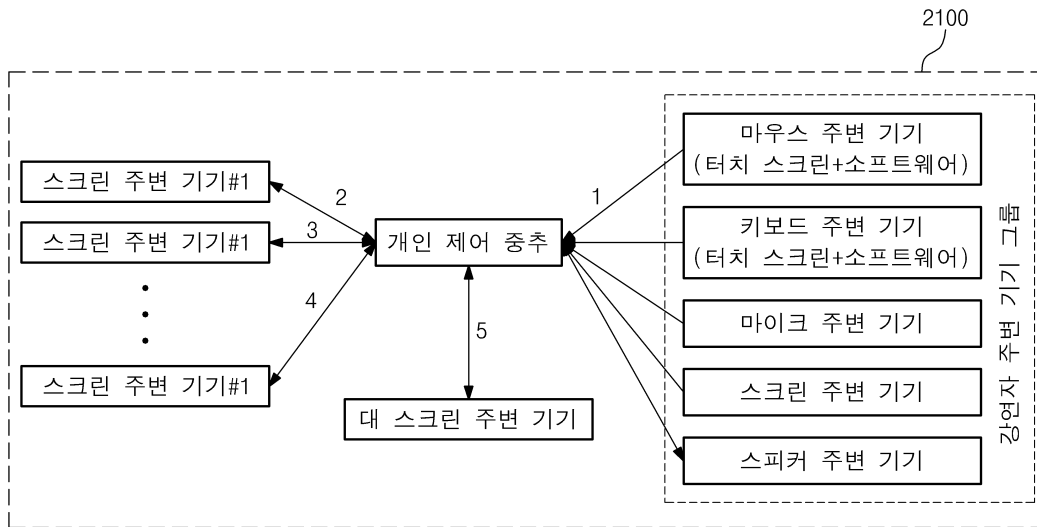 2100
스크린 주변 기기#1
스크린 주변 기기#1
스크린 주변 기기#1
2
3
4
개인 제어 중추
5
대 스크린 주변 기기
1
마우스 주변 기기
(터치 스크린+소프트웨어)
키보드 주변 기기
(터치 스크린+소프트웨어)
마이크 주변 기기
스크린 주변 기기
스피커 주변 기기
강연자 주변 기기 그룹